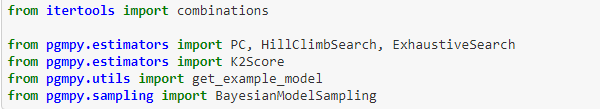 from itertools import combinations
from pgmpy.estimators import PC, HillClimbSearch, ExhaustiveSearch
from pgmpy.estimators import K2Score
from pgmpy.utils import get_example_model
from pgmpy.sampling import BayesianModelSampling